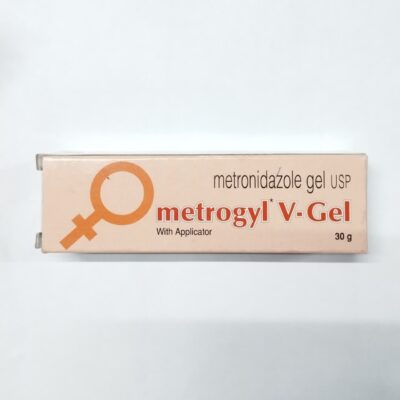 metronidazole gel USP
metrogyl* V-Gel
With Applicator
30 g